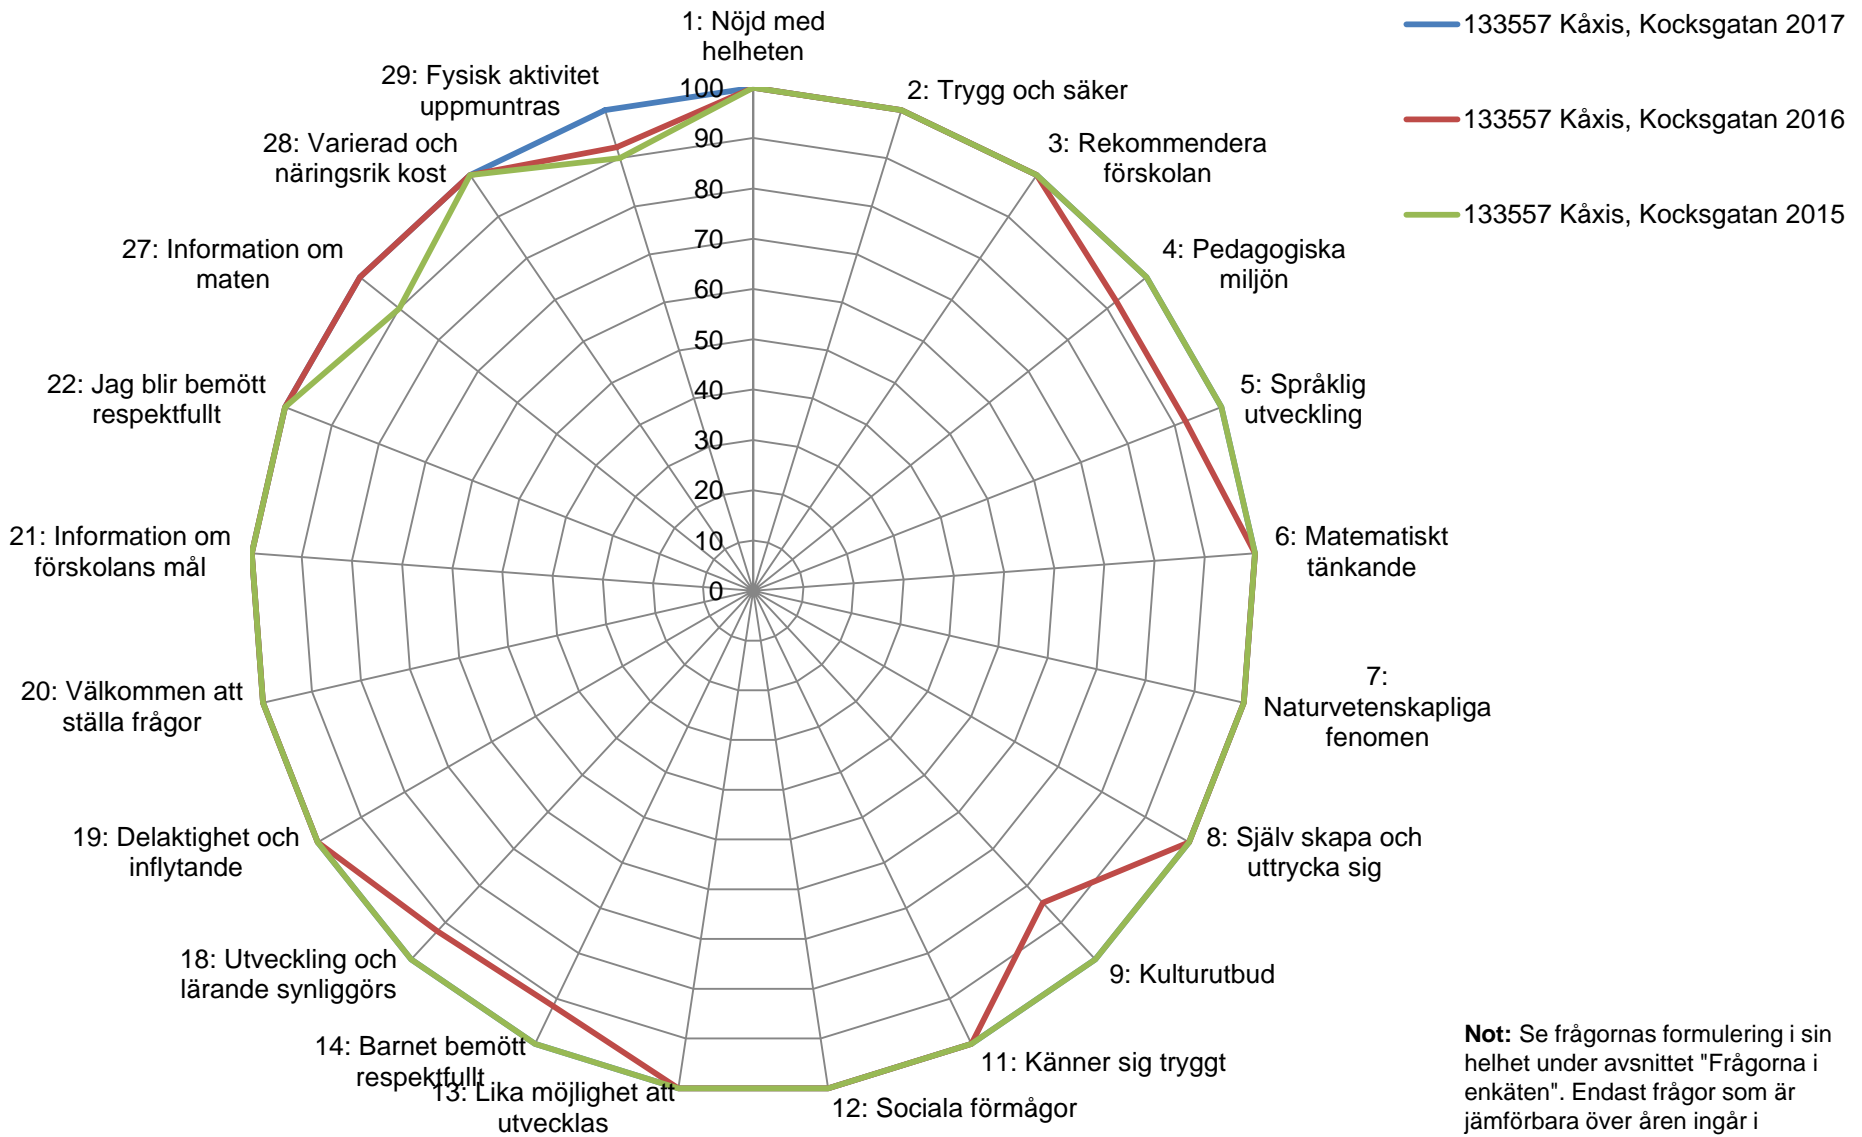 1: Nöjd med
helheten
2: Trygg och säker
3: Rekommendera
förskolan
4: Pedagogiska
miljön
5: Språklig
utveckling
6: Matematiskt
tänkande
7:
Naturvetenskapliga
fenomen
8: Själv skapa och
uttrycka sig
9: Kulturutbud
11: Känner sig tryggt
12: Sociala förmågor
13: Lika möjlighet att
utvecklas
14: Barnet bemött
respektfullt
18: Utveckling och
lärande synliggörs
19: Delaktighet och
inflytande
20: Välkommen att
ställa frågor
21: Information om
förskolans mål
22: Jag blir bemött
respektfullt
27: Information om
maten
28: Varierad och
näringsrik kost
29: Fysisk aktivitet
uppmuntras
100
90
80
70
60
50
40
30
20
10
0
133557 Kåxis, Kocksgatan 2017
133557 Kåxis, Kocksgatan 2016
133557 Kåxis, Kocksgatan 2015
Not: Se frågornas formulering i sin
helhet under avsnittet "Frågorna i
enkäten". Endast frågor som är
jämförbara över åren ingår i